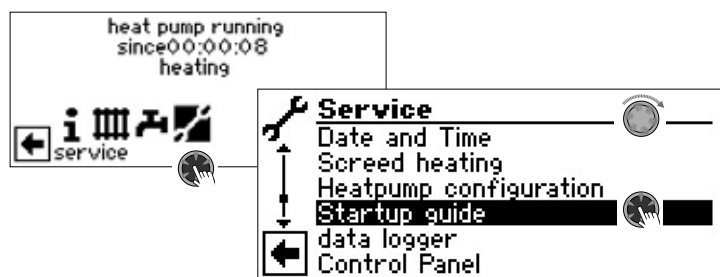 heat pump running
since00:00:08
heating
service
Service
Date and Time
Screed heating
Heatpump configuration
Startup guide
data logger
Control Panel